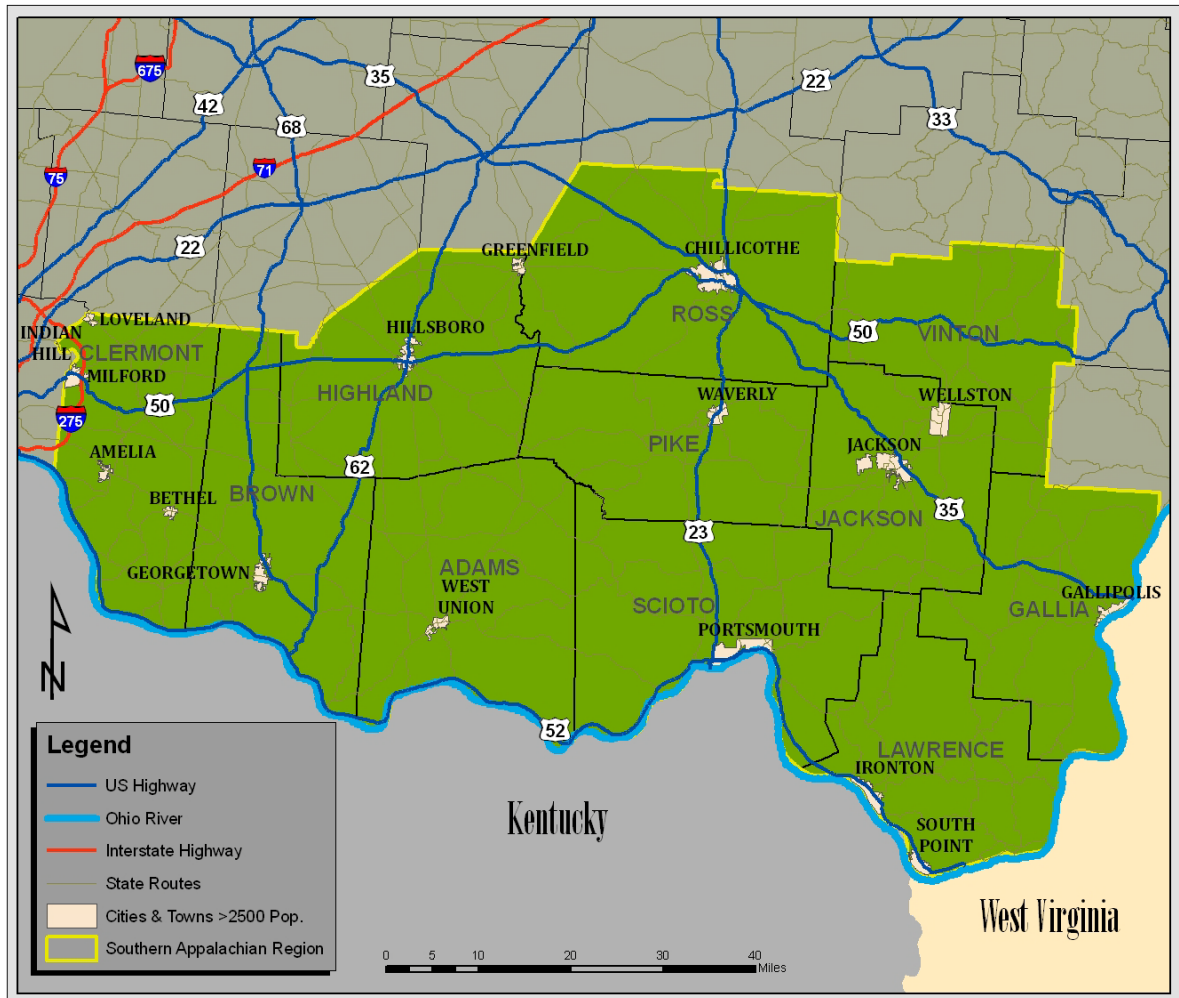 675
35
22
42
33
68
75
71
22
GREENFIELD
CHILLICOTHE
LOVELAND
ROSS
INDIAN
HILL
HILLSBORO
50
VINTON
CLERMONT
MILFORD
HIGHLAND
WAVERLY
WELLSTON
50
275
PIKE
JACKSON
AMELIA
62
BETHEL
BROWN
35
JACKSON
23
GEORGETOWN
ADAMS
WEST
UNION
SCIOTO
GALLIPOLIS
GALLIA
PORTSMOUTH
N
52
LAWRENCE
IRONTON
SOUTH
POINT
Kentucky
West Virginia
Legend
US Highway
Ohio River
Interstate Highway
State Routes
Cities & Towns >2500 Pop.
Southern Appalachian Region
0 5 10 20 30 40
Miles